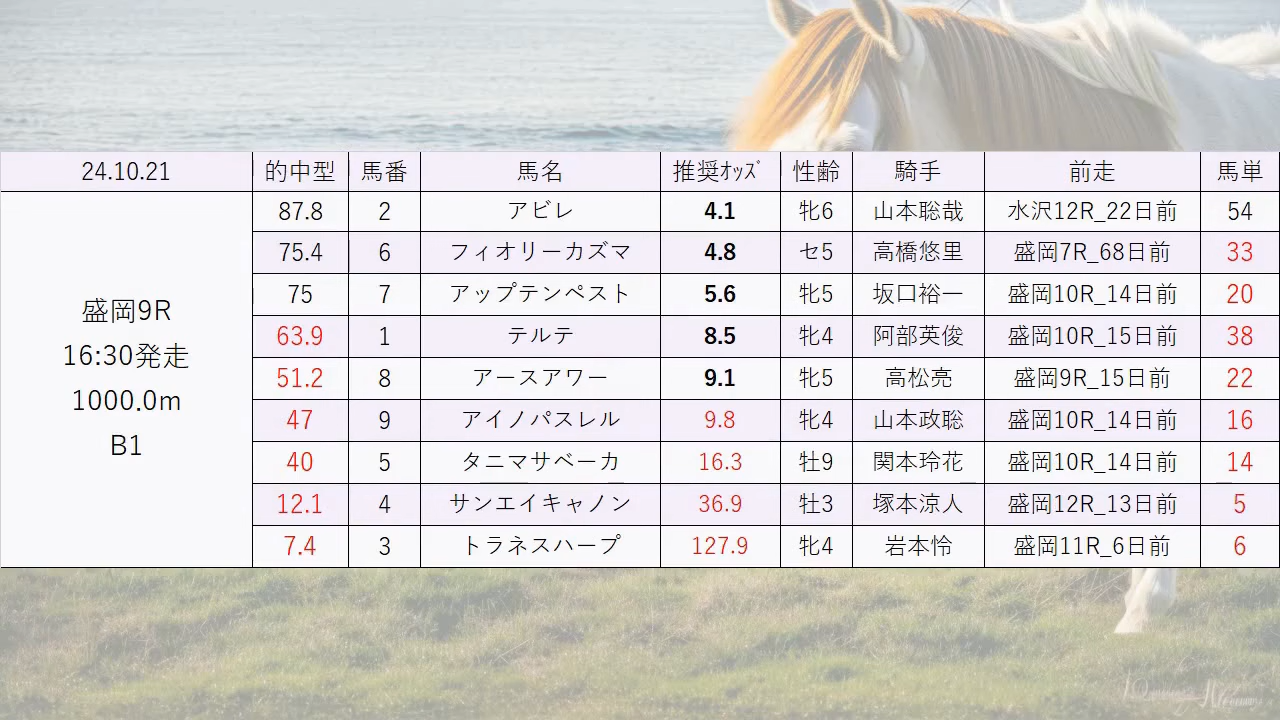 24.10.21 的中型 馬番 馬名 推奨ｵｯｽﾞ 性齢 騎手 前走 馬単
87.8 2 アビレ 4.1 牝6 山本聡哉 水沢12R_22日前 54
75.4 6 フィオリーカズマ 4.8 セ5 高橋悠里 盛岡7R_68日前 33
75 7 アップテンペスト 5.6 牝5 坂口裕一 盛岡10R_14日前 20
63.9 1 テルテ 8.5 牝4 阿部英俊 盛岡10R_15日前 38
51.2 8 アースアワー 9.1 牝5 高松亮 盛岡9R_15日前 22
47 9 アイノパスレル 9.8 牝4 山本政聡 盛岡10R_14日前 16
40 5 タニマサベーカ 16.3 牡9 関本玲花 盛岡10R_14日前 14
12.1 4 サンエイキャノン 36.9 牡3 塚本涼人 盛岡12R_13日前 5
7.4 3 トラネスハープ 127.9 牝4 岩本怜 盛岡11R_6日前 6
盛岡9R
16:30発走
1000.0m
B1